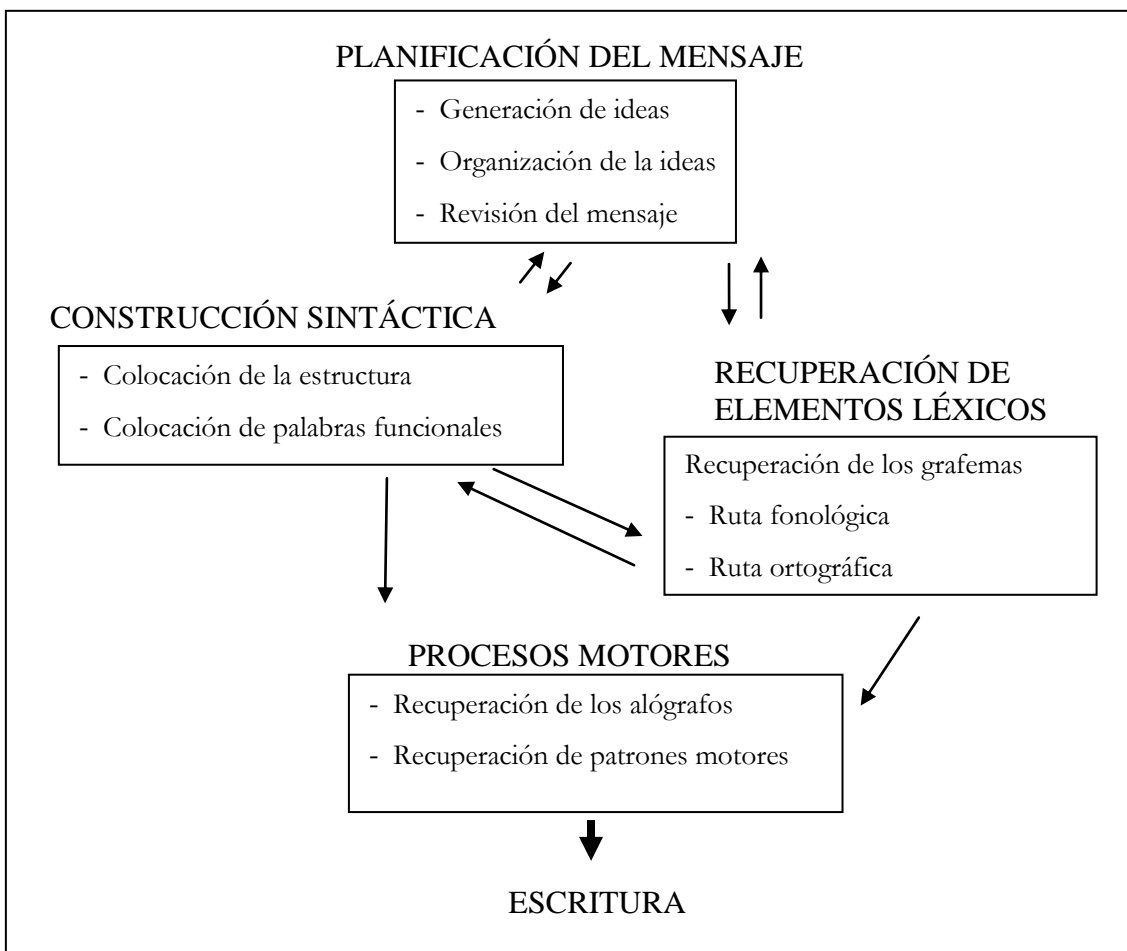 PLANIFICACIÓN DEL MENSAJE
- Generación de ideas
- Organización de la ideas
- Revisión del mensaje
CONSTRUCCIÓN SINTÁCTICA
- Colocación de la estructura
- Colocación de palabras funcionales
RECUPERACIÓN DE
ELEMENTOS LÉXICOS
Recuperación de los grafemas
- Ruta fonológica
- Ruta ortográfica
PROCESOS MOTORES
- Recuperación de los alógrafos
- Recuperación de patrones motores
ESCRITURA